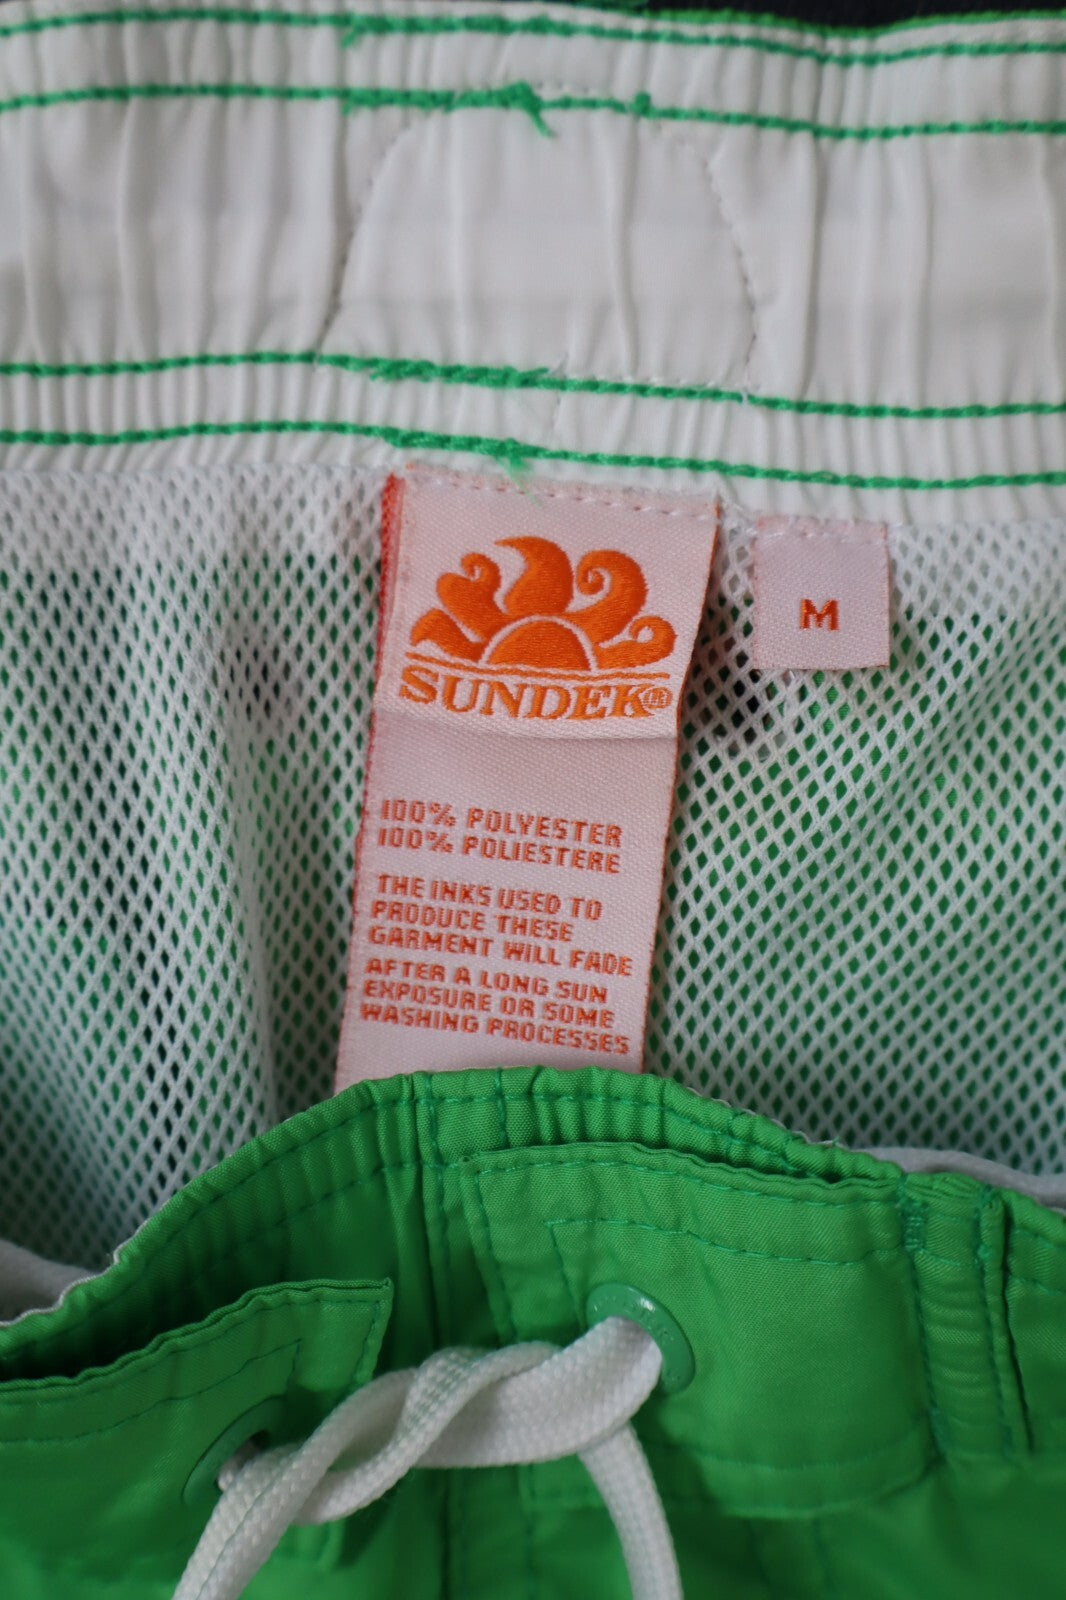 SUNDEK®
M
100% POLYESTER
100% POLIESTERE
THE INKS USED TO
PRODUCE THESE
GARMENT WILL FADE
AFTER A LONG SUN
EXPOSURE OR SOME
WASHING PROCESSES